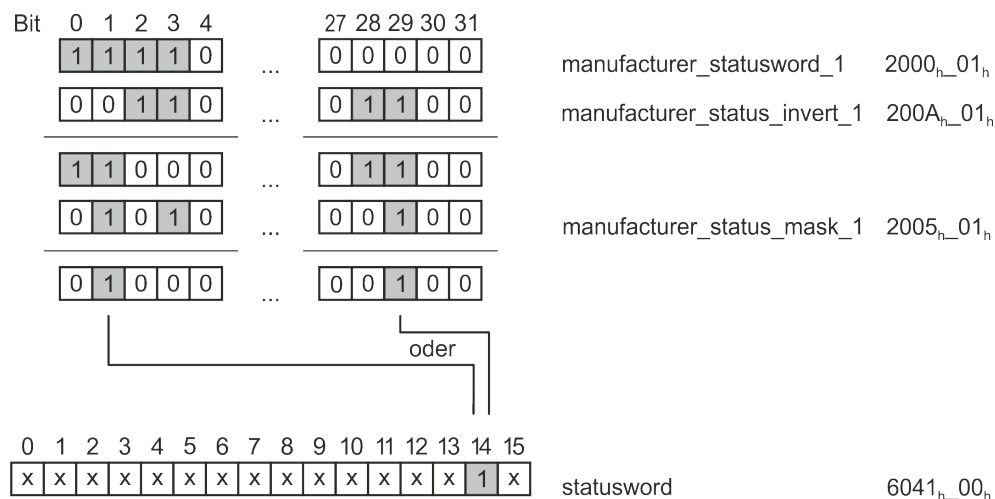 Bit 0 1 2 3 4 27 28 29 30 31
1 1 1 1 0 ... 0 0 0 0 0 manufacturer_statusword_1 2000h_01h
0 0 1 1 0 ... 0 1 1 0 0 manufacturer_status_invert_1 200Ah_01h
1 1 0 0 0 ... 0 1 1 0 0
0 1 0 1 0 ... 0 0 1 0 0 manufacturer_status_mask_1 2005h_01h
0 1 0 0 0 ... 0 0 1 0 0
oder
0 1 2 3 4 5 6 7 8 9 10 11 12 13 14 15
x x x x x x x x x x x x x x 1 x statusword 6041h_00h